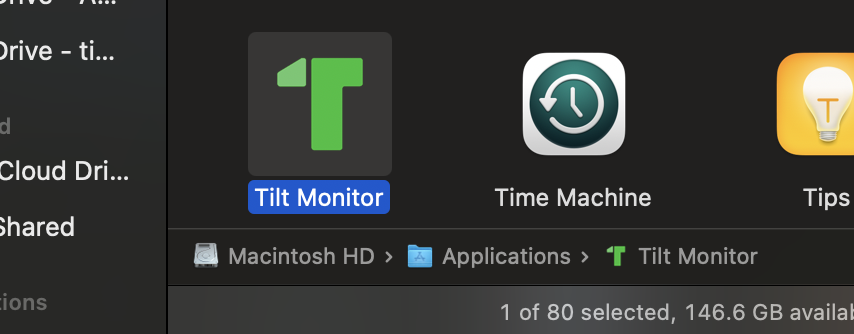 Drive - ti...
Cloud Dri...
Shared
Tilt Monitor
Time Machine
T
Tips
Macintosh HD > Applications > Tilt Monitor
1 of 80 selected, 146.6 GB